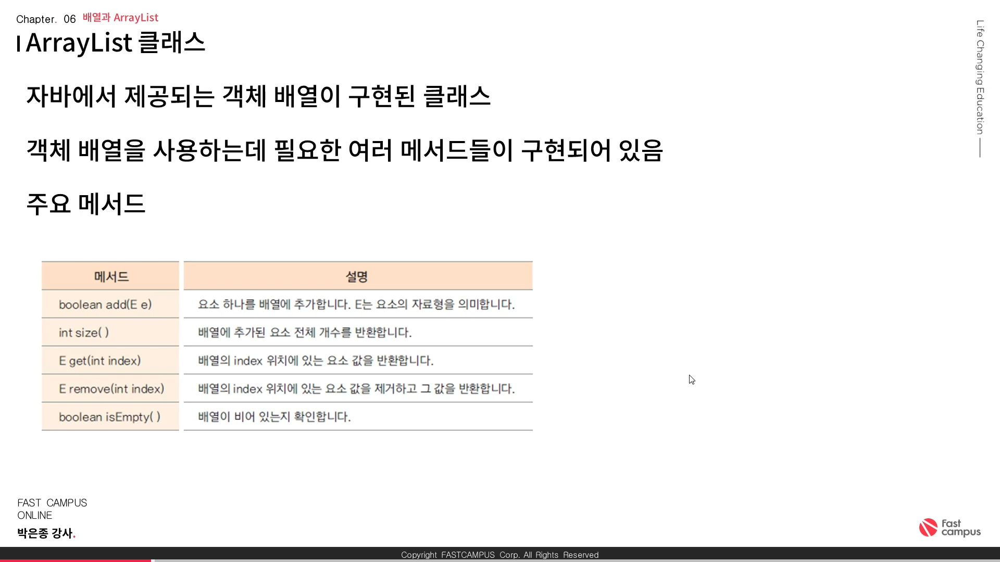 Chapter. 06 배열과 ArrayList
ArrayList 클래스
자바에서 제공되는 객체 배열이 구현된 클래스
객체 배열을 사용하는데 필요한 여러 메서드들이 구현되어 있음
주요 메서드
메서드 설명
boolean add(E e) 요소 하나를 배열에 추가합니다. E는 요소의 자료형을 의미합니다.
int size( ) 배열에 추가된 요소 전체 개수를 반환합니다.
E get(int index) 배열의 index 위치에 있는 요소 값을 반환합니다.
E remove(int index) 배열의 index 위치에 있는 요소 값을 제거하고 그 값을 반환합니다.
boolean isEmpty( ) 배열이 비어 있는지 확인합니다.
Life Changing Education
FAST CAMPUS
ONLINE
박은종 강사.
Fast
campus
Copyright FASTCAMPUS Corp. All Rights Reserved